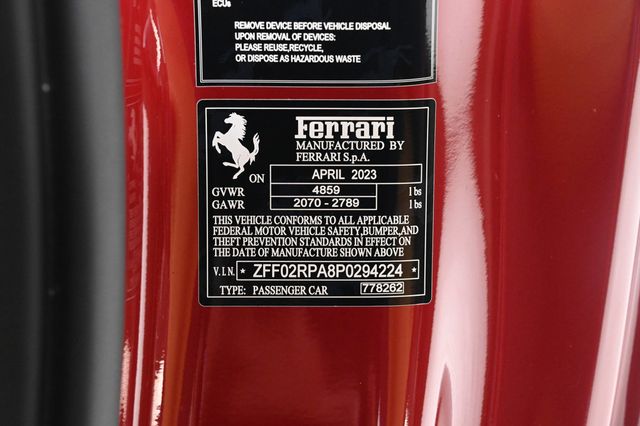 ECUs
REMOVE DEVICE BEFORE VEHICLE DISPOSAL
UPON REMOVAL OF DEVICES:
PLEASE REUSE,RECYCLE,
OR DISPOSE AS HAZARDOUS WASTE
Ferrari
MANUFACTURED BY
FERRARI S.p.A.
ON APRIL 2023
GVWR 4859 lbs
GAWR 2070 - 2789 lbs
THIS VEHICLE CONFORMS TO ALL APPLICABLE
FEDERAL MOTOR VEHICLE SAFETY,BUMPER,AND
THEFT PREVENTION STANDARDS IN EFFECT ON
THE DATE OF MANUFACTURE SHOWN ABOVE
V.I.N. * ZFF02RPA8P0294224 *
TYPE: PASSENGER CAR 778262